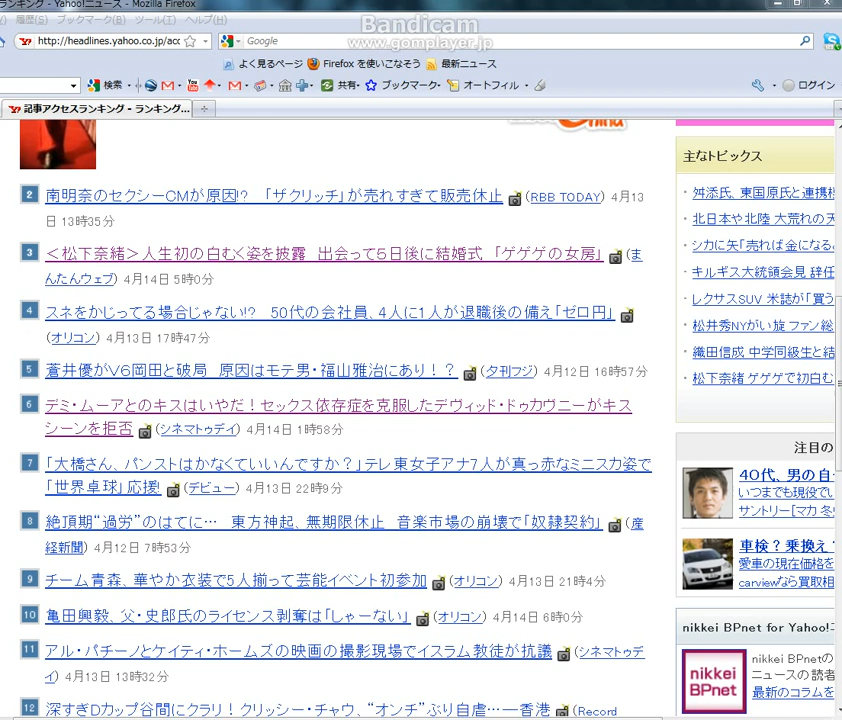 ランキング - Yahoo!ニュース - Mozilla Firefox
履歴(S) ブックマーク(B) ツール(T) ヘルプ(H)
Bandicam
www.gomplayer.jp
http://headlines.yahoo.co.jp/acc
Google
よく見るページ Firefox を使いこなそう 最新ニュース
検索 共有 ブックマーク オートフィル ログイン
記事アクセスランキング - ランキング...
2 南明奈のセクシーCMが原因!? 「ザクリッチ」が売れすぎて販売休止 (RBB TODAY) 4月13
日 13時35分
3 ＜松下奈緒＞人生初の白むく姿を披露 出会って5日後に結婚式 「ゲゲゲの女房」 (ま
んたんウェブ) 4月14日 5時0分
4 スネをかじってる場合じゃない!? 50代の会社員、4人に1人が退職後の備え「ゼロ円」
(オリコン) 4月13日 17時47分
5 蒼井優がV6岡田と破局 原因はモテ男・福山雅治にあり！？ (夕刊フジ) 4月12日 16時57分
6 デミ・ムーアとのキスはいやだ！セックス依存症を克服したデヴィッド・ドゥカヴニーがキス
シーンを拒否 (シネマトゥデイ) 4月14日 1時58分
7 「大橋さん、パンストはかなくていいんですか？」テレ東女子アナ7人が真っ赤なミニスカ姿で
「世界卓球」応援! (デビュー) 4月13日 22時9分
8 絶頂期“過労”のはてに… 東方神起、無期限休止 音楽市場の崩壊で「奴隷契約」 (産
経新聞) 4月12日 7時53分
9 チーム青森、華やか衣装で5人揃って芸能イベント初参加 (オリコン) 4月13日 21時4分
10 亀田興毅、父・史郎氏のライセンス剥奪は「しゃーない」 (オリコン) 4月14日 6時0分
11 アル・パチーノとケイティ・ホームズの映画の撮影現場でイスラム教徒が抗議 (シネマトゥデ
イ) 4月13日 13時32分
12 深すぎDカップ谷間にクラリ！クリッシー・チャウ、“オンチ”ぶり自虐…―香港 (Record
主なトピックス
・舛添氏、東国原氏と連携
・北日本や北陸 大荒れの天
・シカに矢「売れば金になる
・キルギス大統領会見 辞任
・レクサスSUV 米誌が「買う
・松井秀NYがい旋 ファン総
・織田信成 中学同級生と結
・松下奈緒 ゲゲゲで初白む
注目の
40代、男の自
いつまでも現役でい
サントリー[マカ 冬
車検？乗換え？
愛車の現在価格を
carviewなら買取相
nikkei BPnet for Yahoo!ニ
nikkei BPnet
nikkei BPnetの
ニュースの読者
最新のコラムを